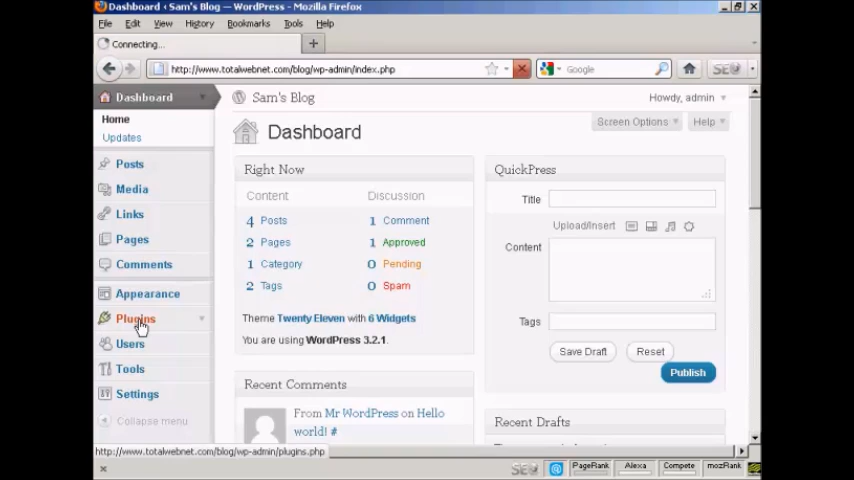 Dashboard ‹ Sam's Blog — WordPress - Mozilla Firefox
File Edit View History Bookmarks Tools Help
Connecting...
http://www.totalwebnet.com/blog/wp-admin/index.php
Google
SEO
Dashboard
Sam's Blog
Howdy, admin
Home
Updates
Dashboard
Screen Options
Help
Posts
Media
Links
Pages
Comments
Appearance
Plugins
Users
Tools
Settings
Collapse menu
Right Now
Content Discussion
4 Posts 1 Comment
2 Pages 1 Approved
1 Category 0 Pending
2 Tags 0 Spam
Theme Twenty Eleven with 6 Widgets
You are using WordPress 3.2.1.
Recent Comments
From Mr WordPress on Hello
world! #
QuickPress
Title
Upload/Insert
Content
Tags
Save Draft
Reset
Publish
Recent Drafts
http://www.totalwebnet.com/blog/wp-admin/plugins.php
SEO
PageRank
Alexa
Compete
mozRank